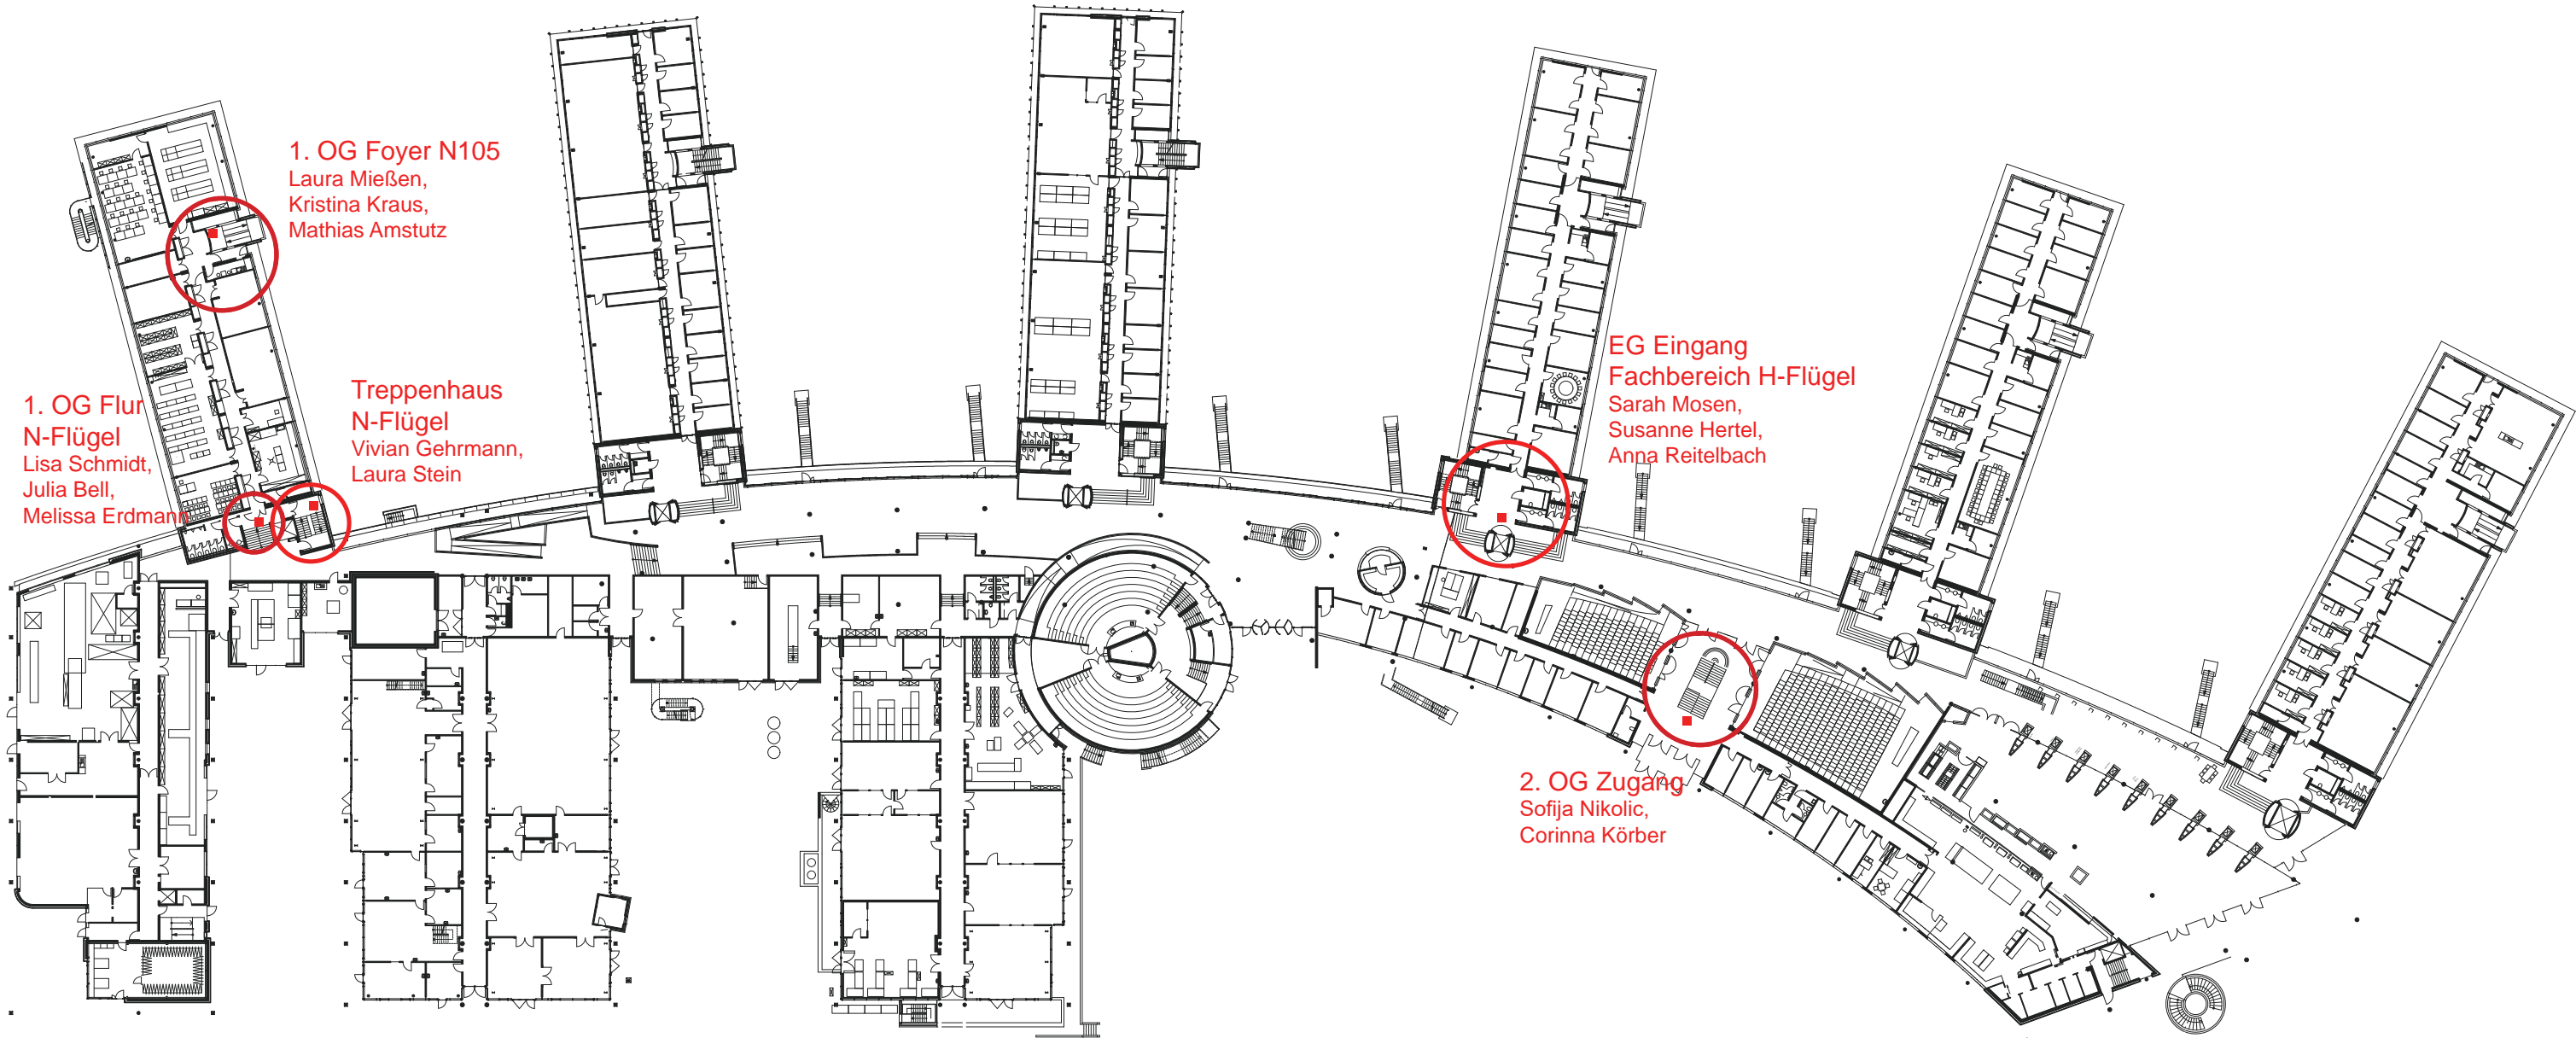 1. OG Foyer N105
Laura Mießen,
Kristina Kraus,
Mathias Amstutz
1. OG Flur
N-Flügel
Lisa Schmidt,
Julia Bell,
Melissa Erdmann
Treppenhaus
N-Flügel
Vivian Gehrmann,
Laura Stein
EG Eingang
Fachbereich H-Flügel
Sarah Mosen,
Susanne Hertel,
Anna Reitelbach
2. OG Zugang
Sofija Nikolic,
Corinna Körber